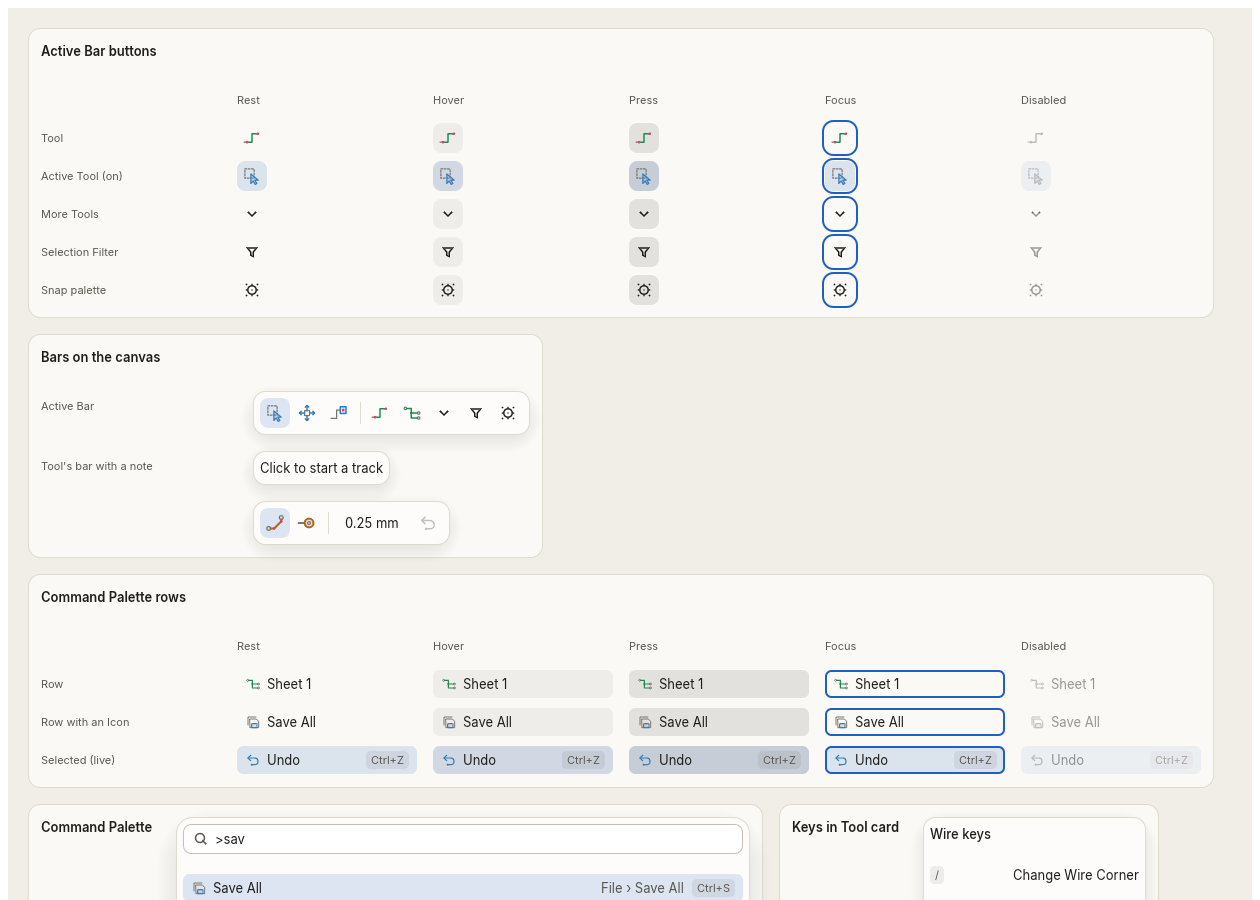 Active Bar buttons
Rest Hover Press Focus Disabled
Tool
Active Tool (on)
More Tools
Selection Filter
Snap palette
Bars on the canvas
Active Bar
Tool's bar with a note
Click to start a track
0.25 mm
Command Palette rows
Rest Hover Press Focus Disabled
Row Sheet 1 Sheet 1 Sheet 1 Sheet 1 Sheet 1
Row with an Icon Save All Save All Save All Save All Save All
Selected (live) Undo Ctrl+Z Undo Ctrl+Z Undo Ctrl+Z Undo Ctrl+Z Undo Ctrl+Z
Command Palette
>sav
Save All File › Save All Ctrl+S
Keys in Tool card
Wire keys
/ Change Wire Corner